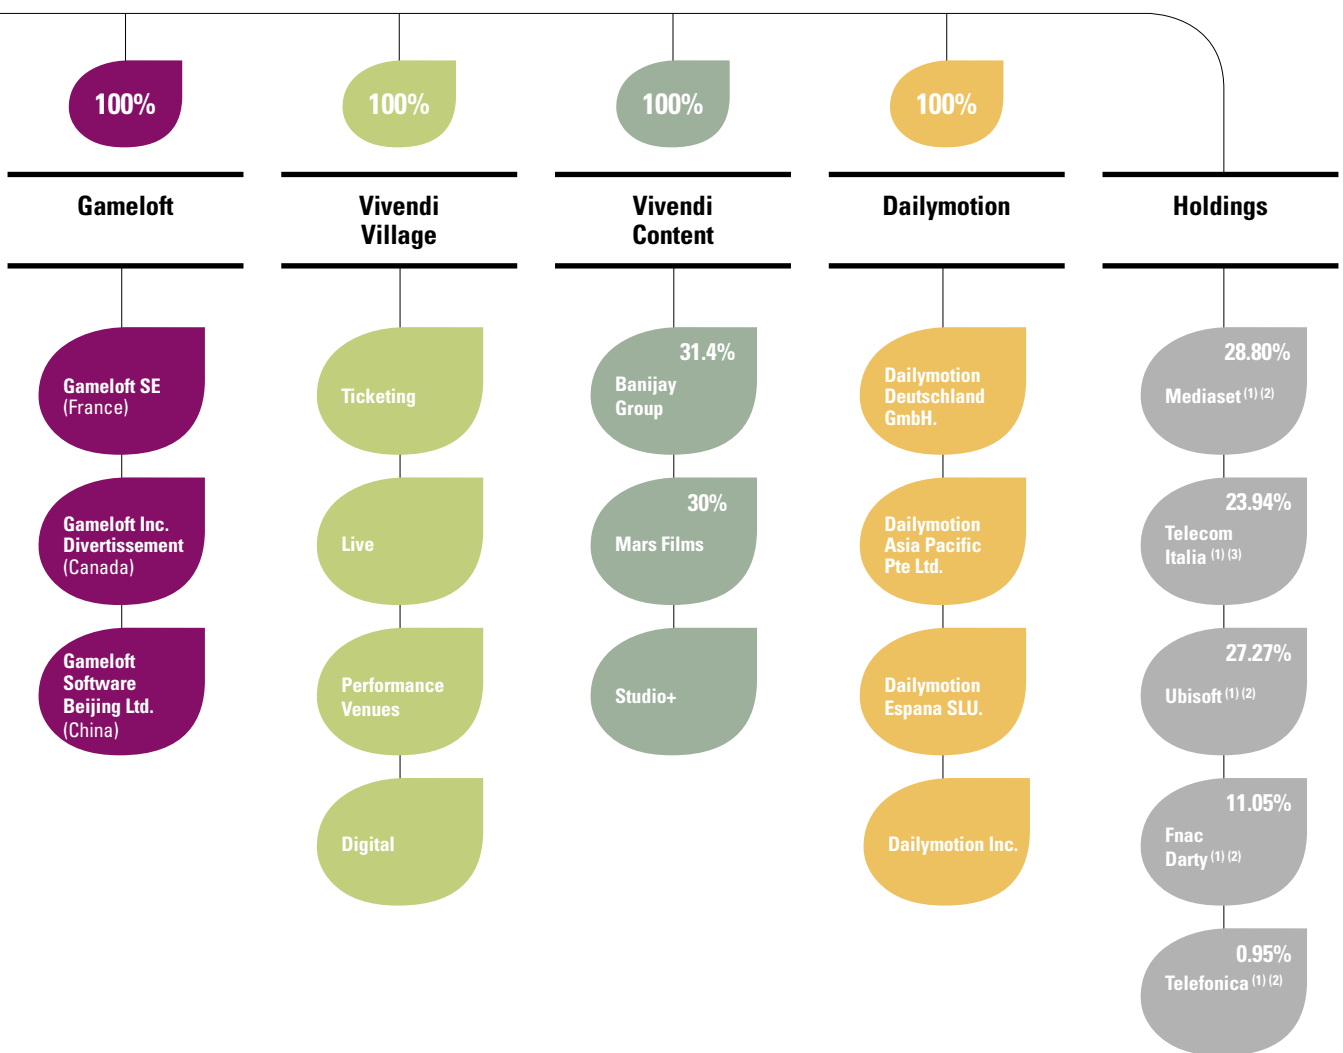 100%
Gameloft
Gameloft SE
(France)
Gameloft Inc.
Divertissement
(Canada)
Gameloft
Software
Beijing Ltd.
(China)
100%
Vivendi
Village
Ticketing
Live
Performance
Venues
Digital
100%
Vivendi
Content
31.4%
Banijay
Group
30%
Mars Films
Studio+
100%
Dailymotion
Dailymotion
Deutschland
GmbH.
Dailymotion
Asia Pacific
Pte Ltd.
Dailymotion
Espana SLU.
Dailymotion Inc.
Holdings
28.80%
Mediaset (1) (2)
23.94%
Telecom
Italia (1) (3)
27.27%
Ubisoft (1) (2)
11.05%
Fnac
Darty (1) (2)
0.95%
Telefonica (1) (2)